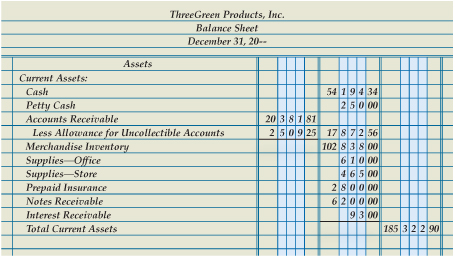 ThreeGreen Products, Inc.
Balance Sheet
December 31, 20--
Assets
Current Assets:
Cash 54 194 34
Petty Cash 250 00
Accounts Receivable 20 381 81
Less Allowance for Uncollectible Accounts 2 509 25 17 872 56
Merchandise Inventory 102 838 00
Supplies—Office 610 00
Supplies—Store 465 00
Prepaid Insurance 2 800 00
Notes Receivable 6 200 00
Interest Receivable 93 00
Total Current Assets 185 322 90